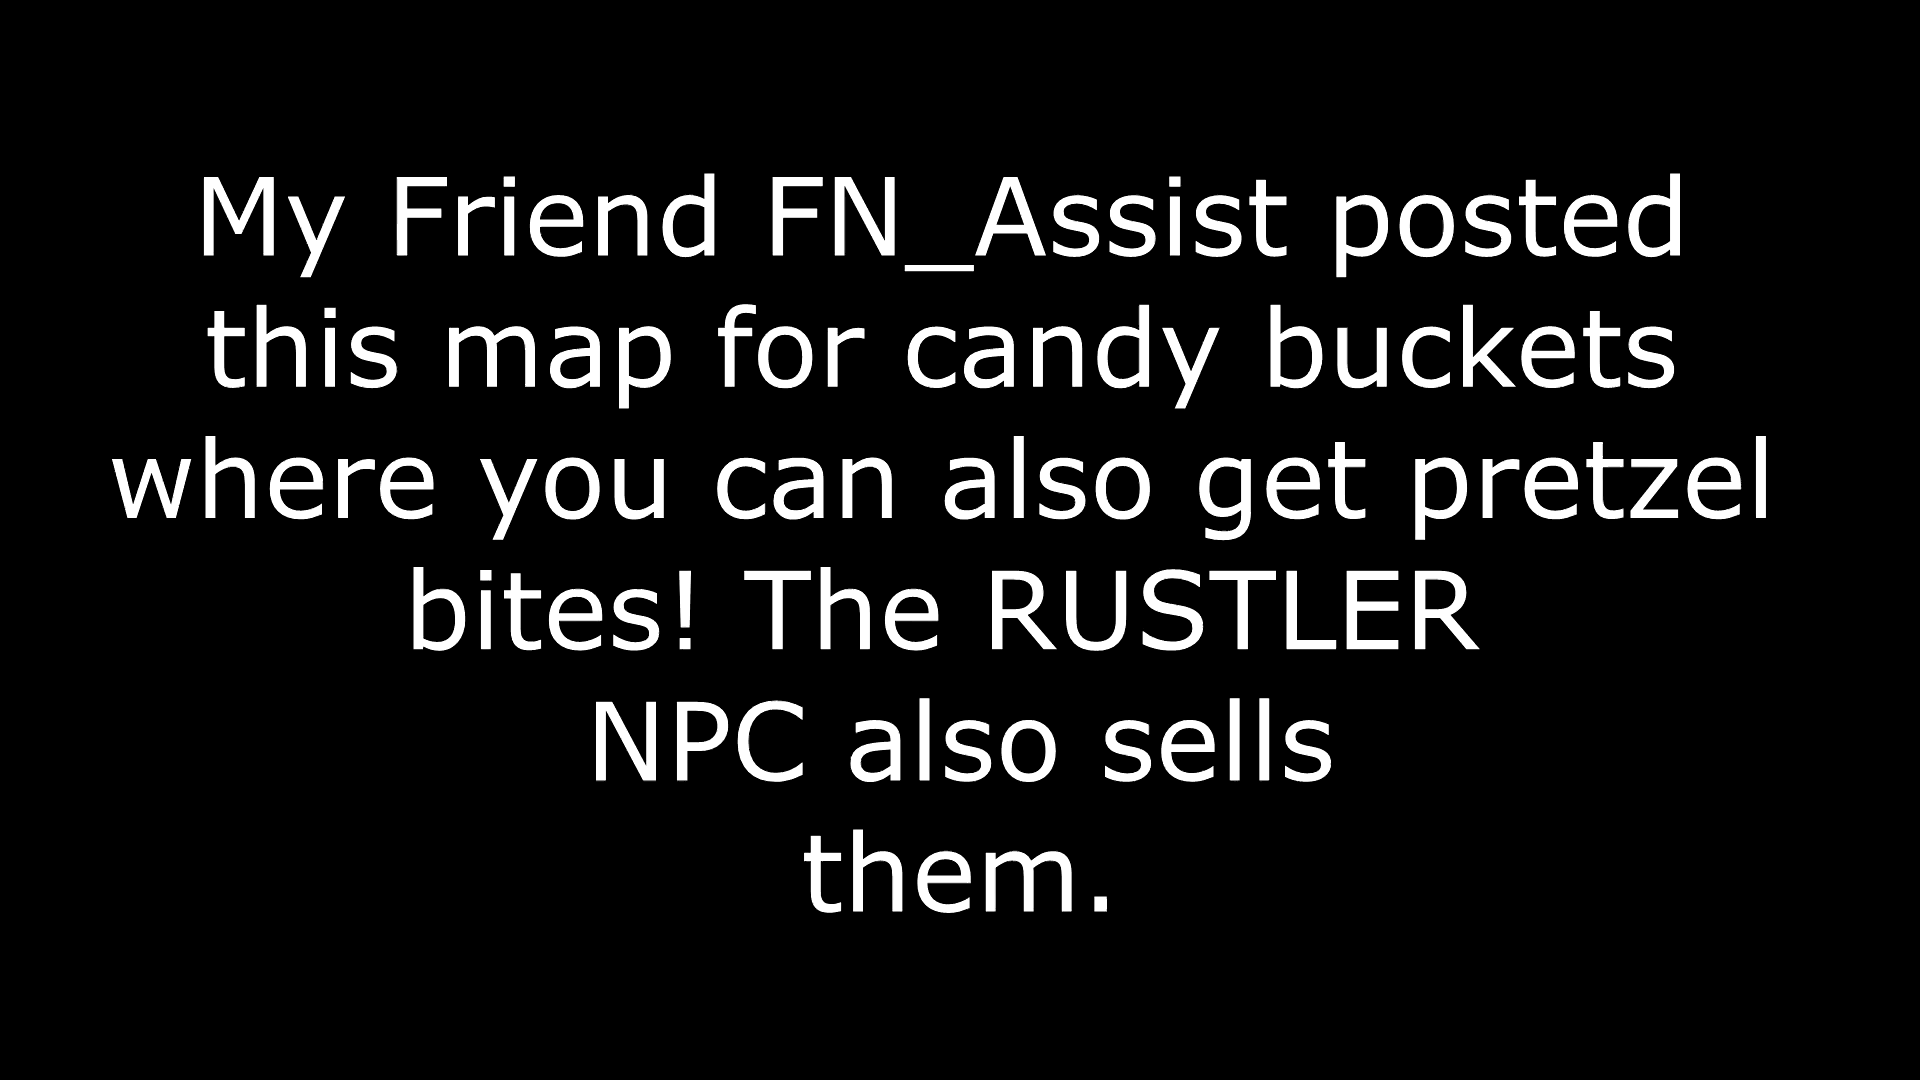 My Friend FN_Assist posted
this map for candy buckets
where you can also get pretzel
bites! The RUSTLER
NPC also sells
them.